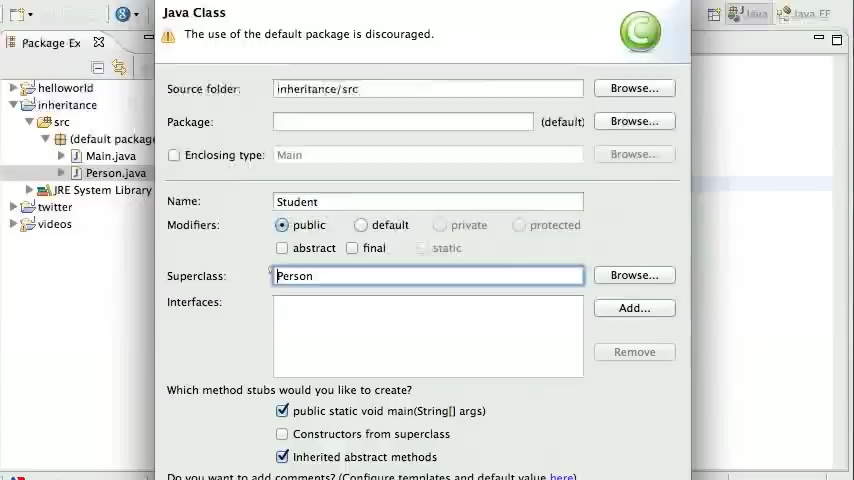 Java Class
The use of the default package is discouraged.
Java
Java EE
Package Ex
helloworld
inheritance
src
(default package
Main.java
Person.java
JRE System Library
twitter
videos
Source folder: inheritance/src Browse...
Package: (default) Browse...
Enclosing type: Main Browse...
Name: Student
Modifiers: public default private protected
abstract final static
Superclass: Person Browse...
Interfaces: Add...
Remove
Which method stubs would you like to create?
public static void main(String[] args)
Constructors from superclass
Inherited abstract methods
Do you want to add comments? (Configure templates and default value here)